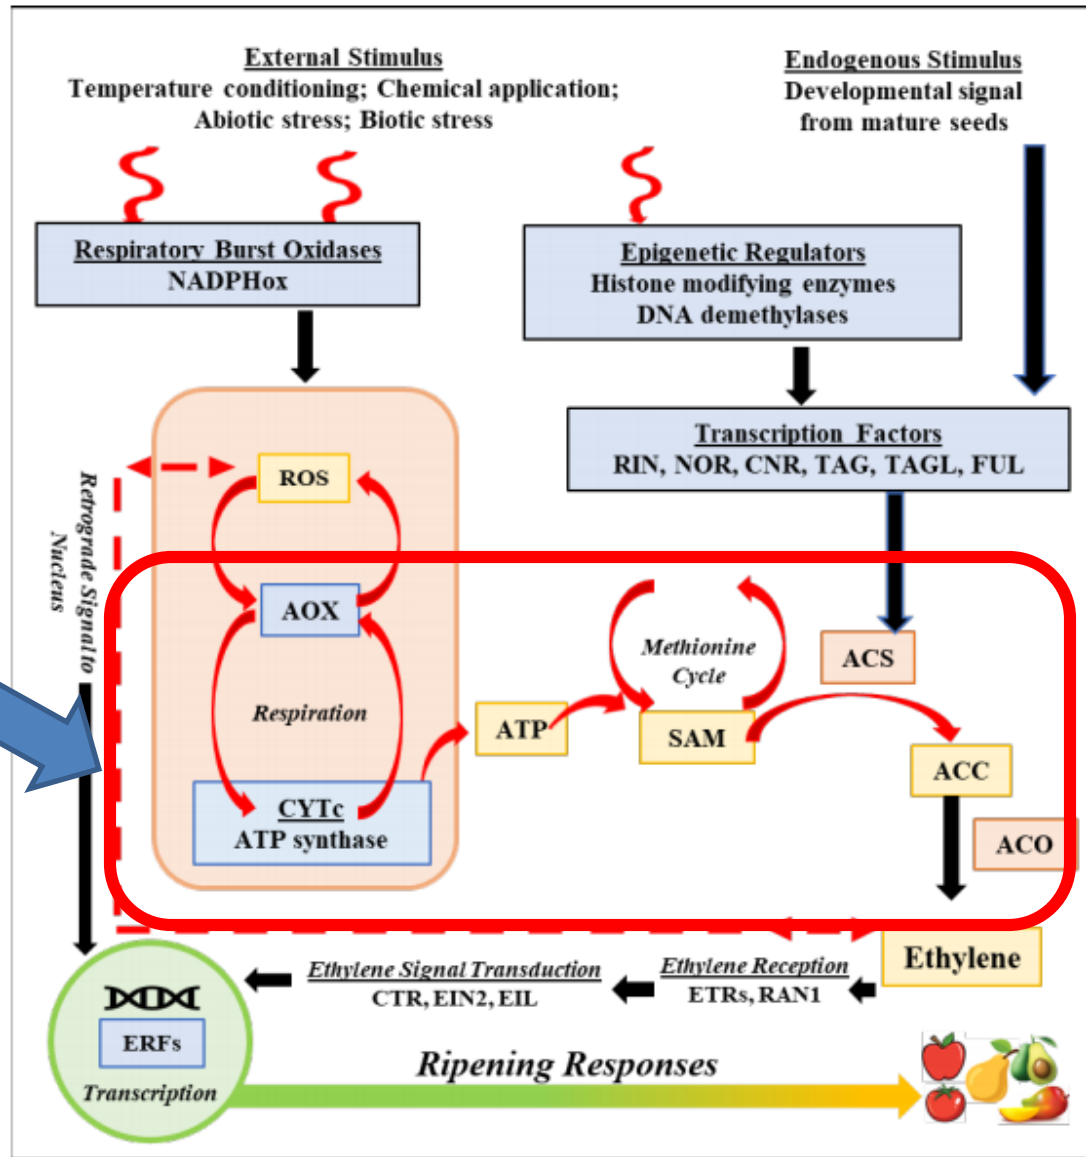 External Stimulus
Temperature conditioning; Chemical application;
Abiotic stress; Biotic stress
Endogenous Stimulus
Developmental signal
from mature seeds
Respiratory Burst Oxidases
NADPHox
Epigenetic Regulators
Histone modifying enzymes
DNA demethylases
Transcription Factors
RIN, NOR, CNR, TAG, TAGL, FUL
Retrograde Signal to
Nucleus
ROS
AOX
Respiration
CYTc
ATP synthase
ATP
Methionine
Cycle
SAM
ACS
ACC
ACO
Ethylene
Ethylene Reception
ETRs, RAN1
Ethylene Signal Transduction
CTR, EIN2, EIL
ERFs
Transcription
Ripening Responses